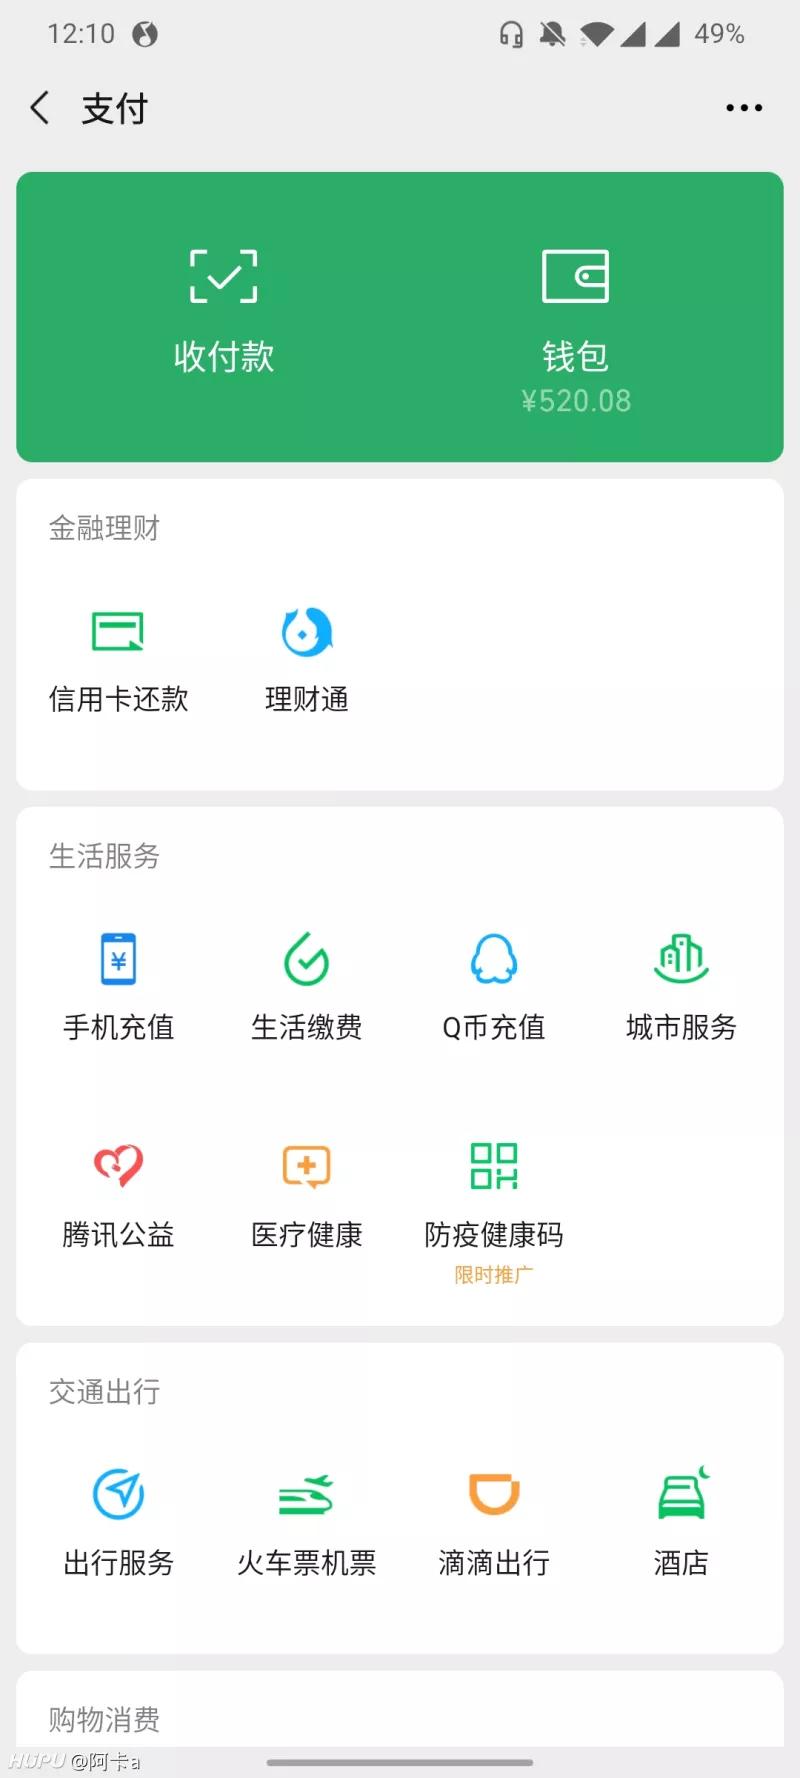 12:10
49%
支付
收付款
钱包
¥520.08
金融理财
信用卡还款
理财通
生活服务
手机充值
生活缴费
Q币充值
城市服务
腾讯公益
医疗健康
防疫健康码
限时推广
交通出行
出行服务
火车票机票
滴滴出行
酒店
购物消费
HUPU @阿卡a